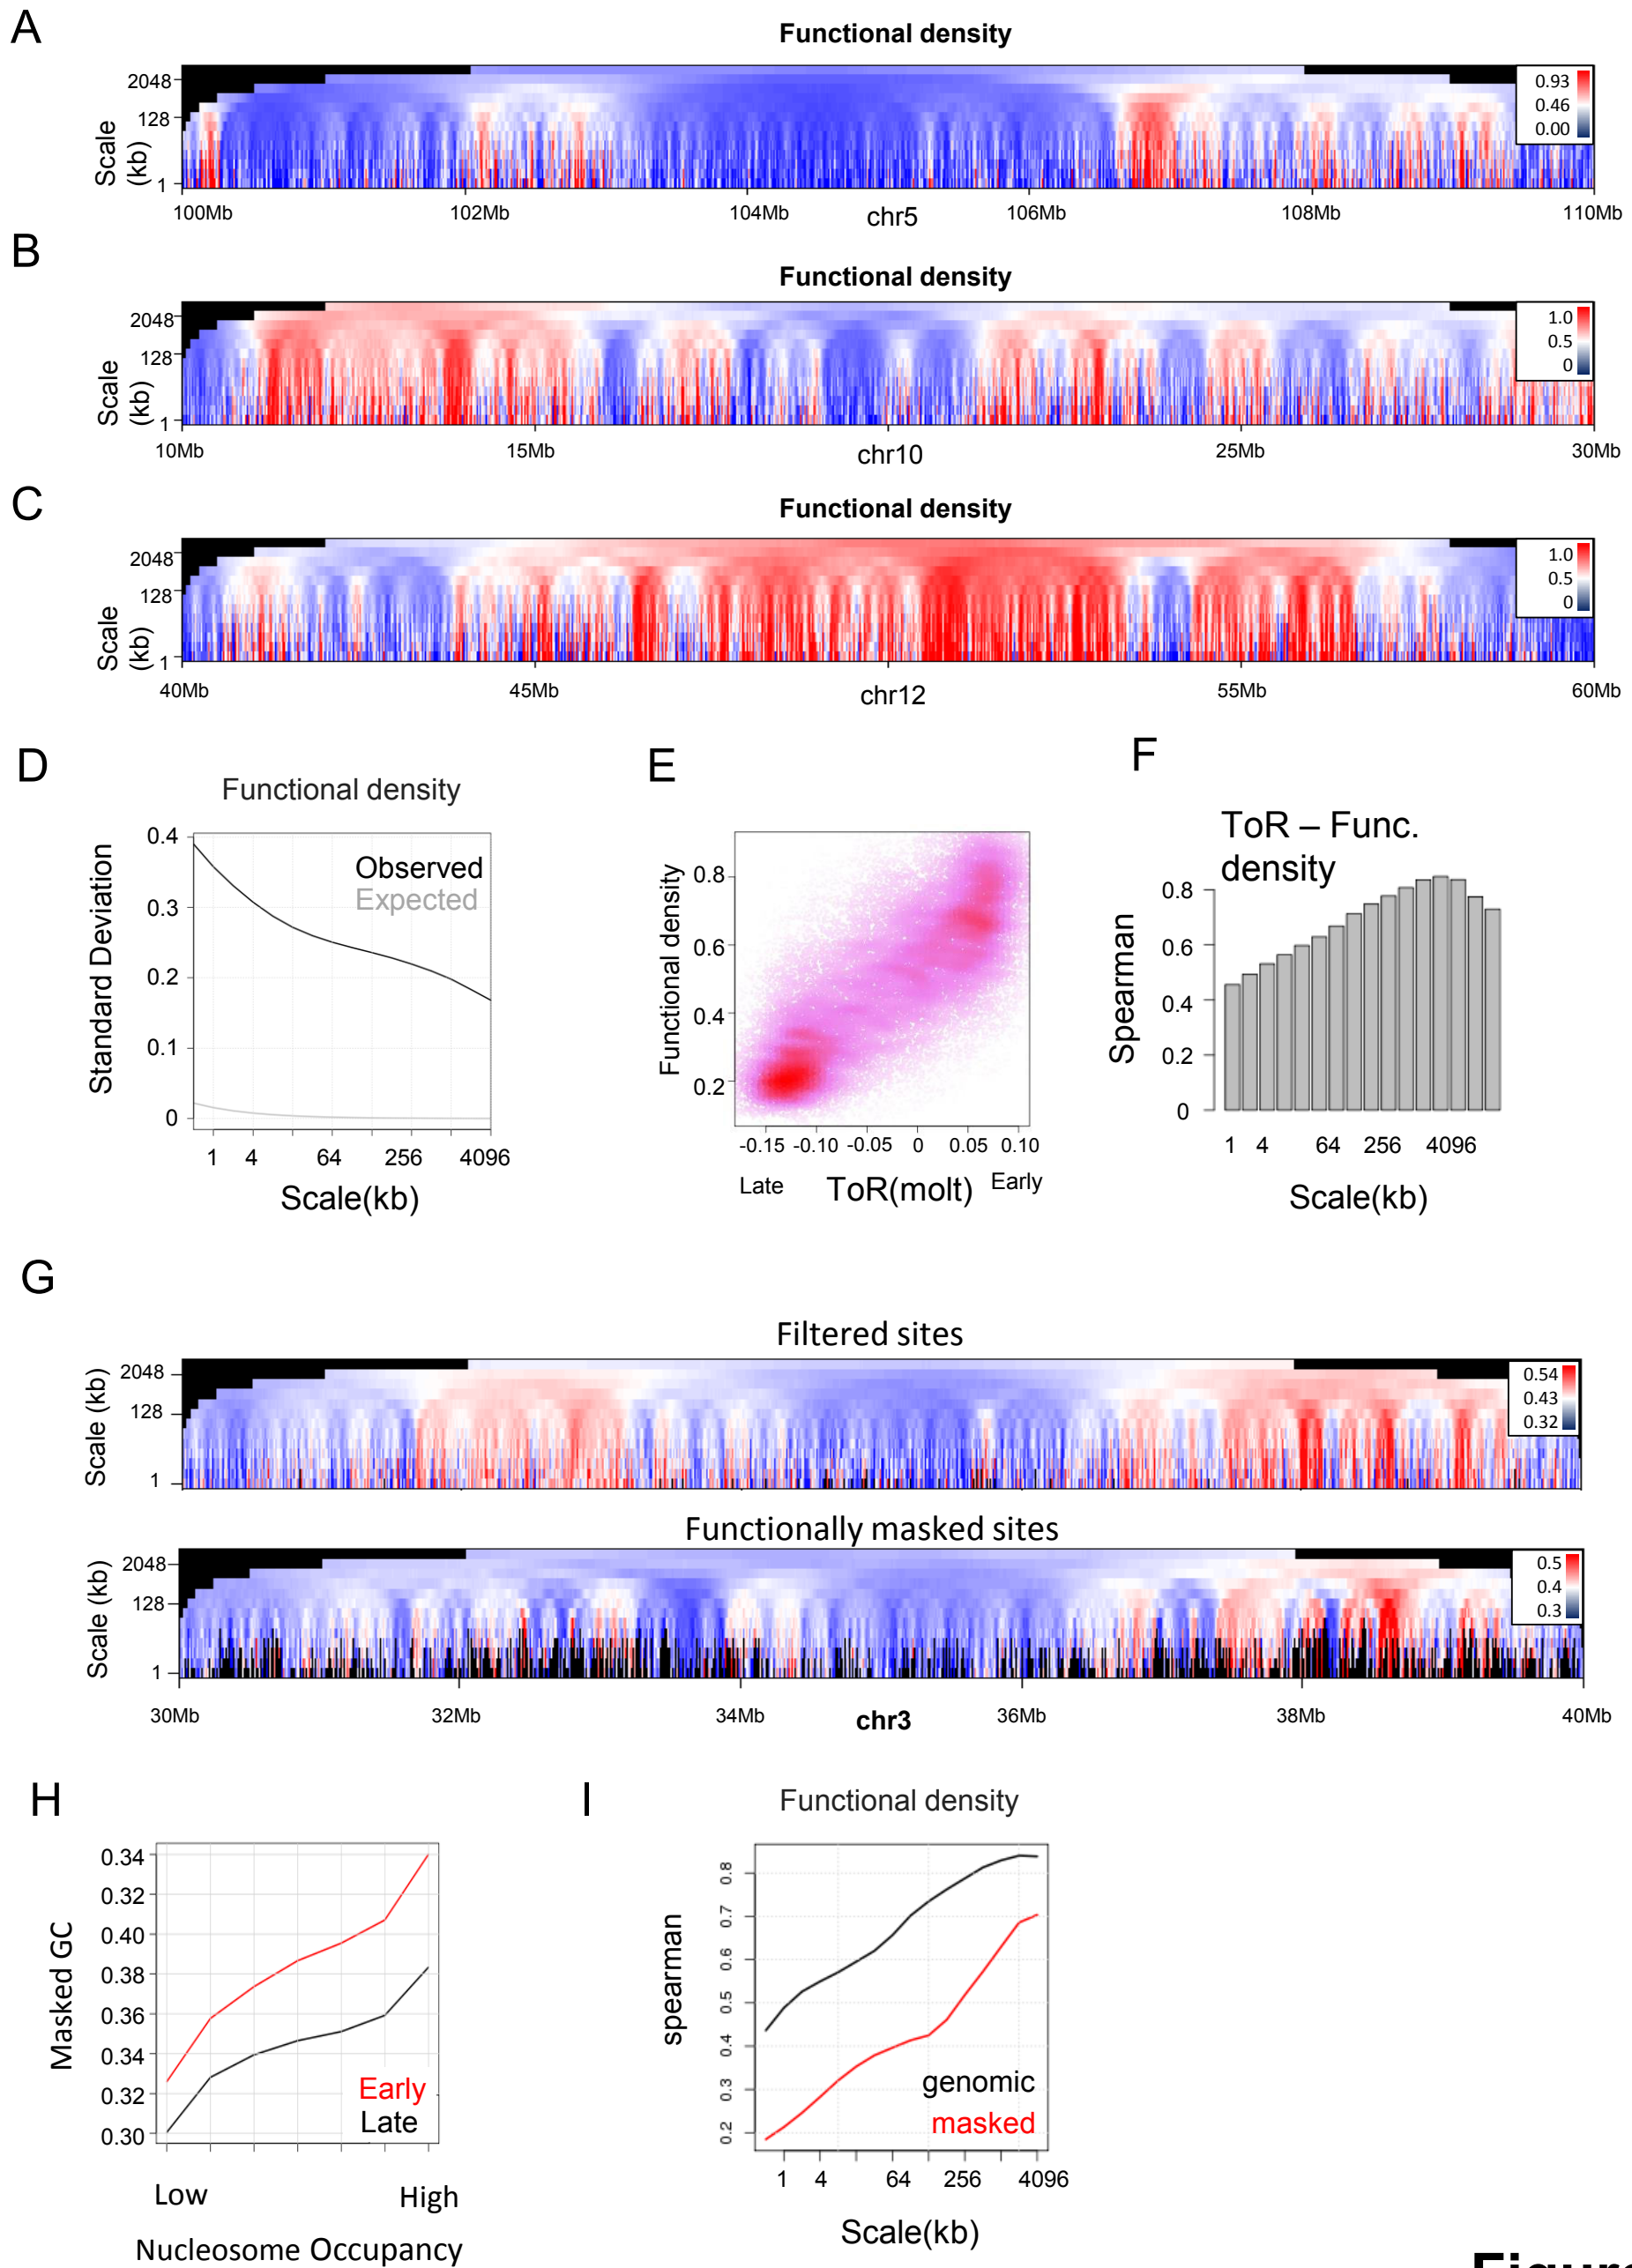 A
Functional density
2048
128
1
Scale
(kb)
0.93
0.46
0.00
100Mb 102Mb 104Mb 106Mb 108Mb 110Mb
chr5
B
Functional density
2048
128
1
Scale
(kb)
1.0
0.5
0
10Mb 15Mb 25Mb 30Mb
chr10
C
Functional density
2048
128
1
Scale
(kb)
1.0
0.5
0
40Mb 45Mb 55Mb 60Mb
chr12
D
Functional density
Standard Deviation
0.4
0.3
0.2
0.1
0
Observed
Expected
1 4 64 256 4096
Scale(kb)
E
Functional density
0.8
0.6
0.4
0.2
-0.15 -0.10 -0.05 0 0.05 0.10
Late ToR(molt) Early
F
ToR – Func.
density
Spearman
0.8
0.6
0.4
0.2
0
1 4 64 256 4096
Scale(kb)
G
Filtered sites
Scale (kb)
2048
128
1
0.54
0.43
0.32
Functionally masked sites
Scale (kb)
2048
128
1
0.5
0.4
0.3
30Mb 32Mb 34Mb 36Mb 38Mb 40Mb
chr3
H
Masked GC
0.34
0.32
0.40
0.38
0.36
0.34
0.32
0.30
Early
Late
Low High
Nucleosome Occupancy
I
Functional density
spearman
0.8
0.7
0.6
0.5
0.4
0.3
0.2
genomic
masked
1 4 64 256 4096
Scale(kb)